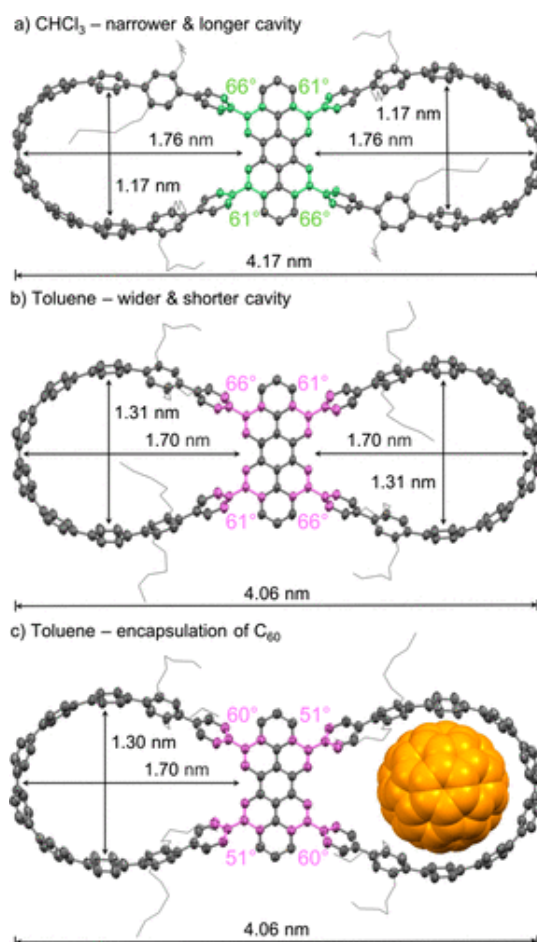 a) CHCl₃ – narrower & longer cavity
66° 61°
1.17 nm
1.76 nm 1.76 nm
1.17 nm
61° 66°
4.17 nm
b) Toluene – wider & shorter cavity
66° 61°
1.31 nm
1.70 nm 1.70 nm
1.31 nm
61° 66°
4.06 nm
c) Toluene – encapsulation of C₆₀
60° 51°
1.30 nm
1.70 nm
51° 60°
4.06 nm